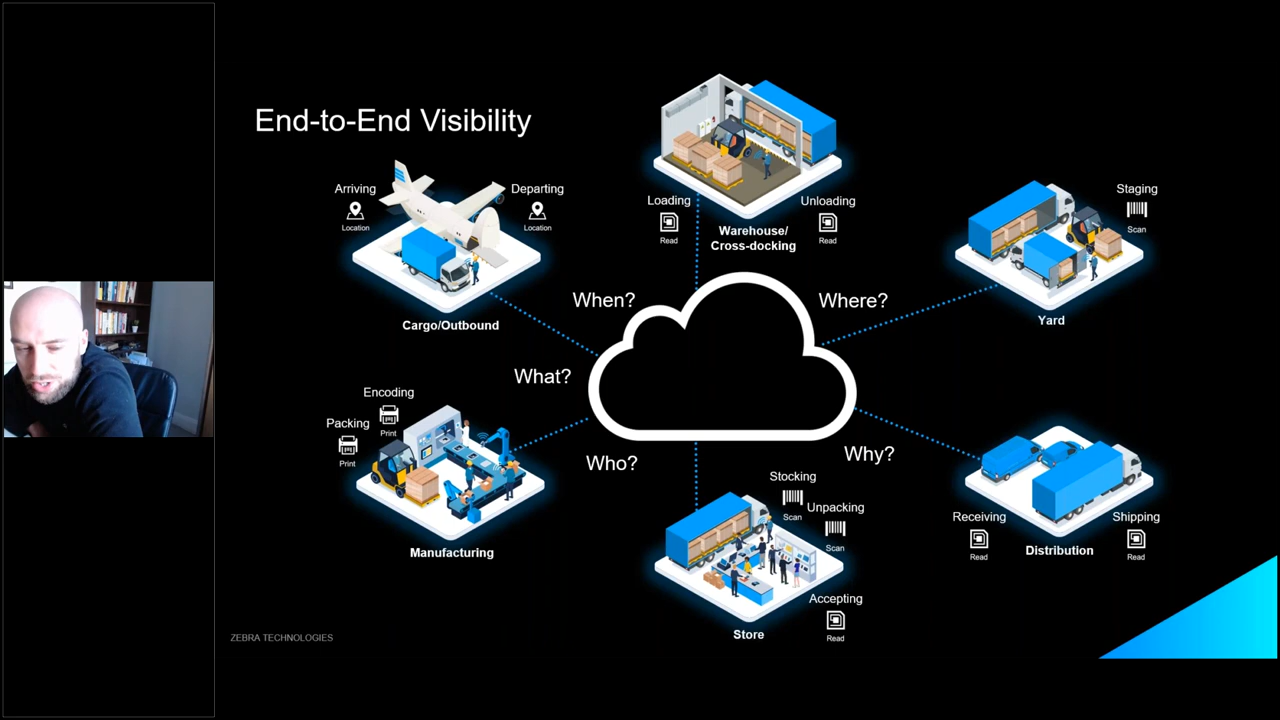 End-to-End Visibility
Arriving
Location
Departing
Location
Cargo/Outbound
Loading
Read
Unloading
Read
Warehouse/
Cross-docking
Staging
Scan
Yard
When?
Where?
What?
Who?
Why?
Encoding
Print
Packing
Print
Manufacturing
Stocking
Scan
Unpacking
Scan
Accepting
Read
Store
Receiving
Read
Shipping
Read
Distribution
ZEBRA TECHNOLOGIES